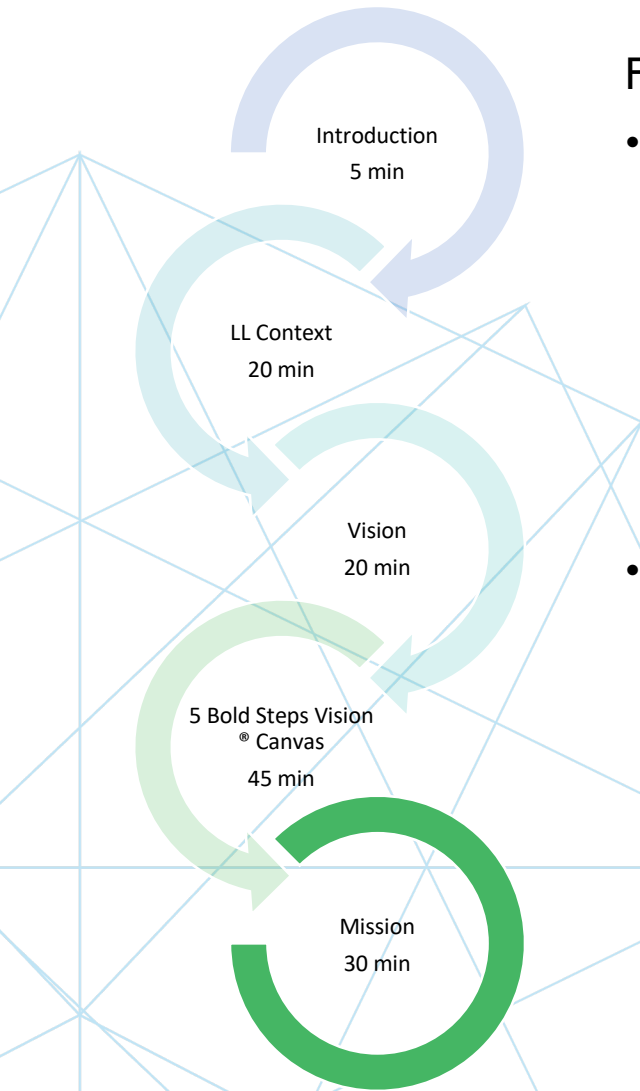 F
•
Introduction
5 min
LL Context
20 min
Vision
20 min
•
5 Bold Steps Vision
® Canvas
45 min
Mission
30 min